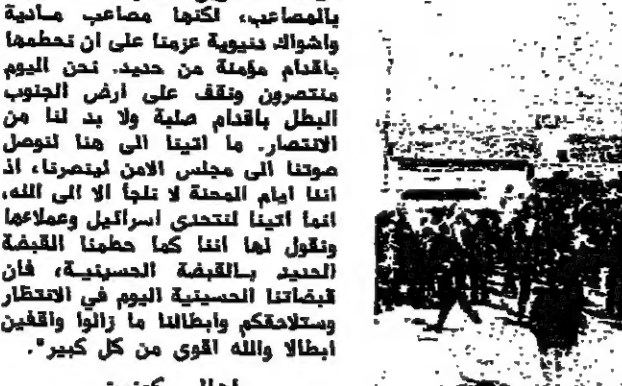 بالمصاعب، لكنها مصاعب مادية
واشواك دنيوية عزمنا على ان نحطمها
باقدام مؤمنة من حديد. نحن اليوم
منتصرون ونقف على ارض الجنوب
البطل باقدام صلبة ولا بد لنا من
الانتصار. ما اتينا الى هنا لنوصل
صوتنا الى مجلس الامن لينصرنا، اذ
اننا ايام المحنة لا نلجأ الا الى الله،
انما اتينا لنتحدى اسرائيل وعملاءها
ونقول لها اننا كما حطمنا القبضة
الحديد بالقبضة الحسينية، فان
قبضاتنا الحسينية اليوم في الانتظار
وستلاحقكم وابطالنا ما زالوا واقفين
ابطالا والله اقوى من كل كبير".